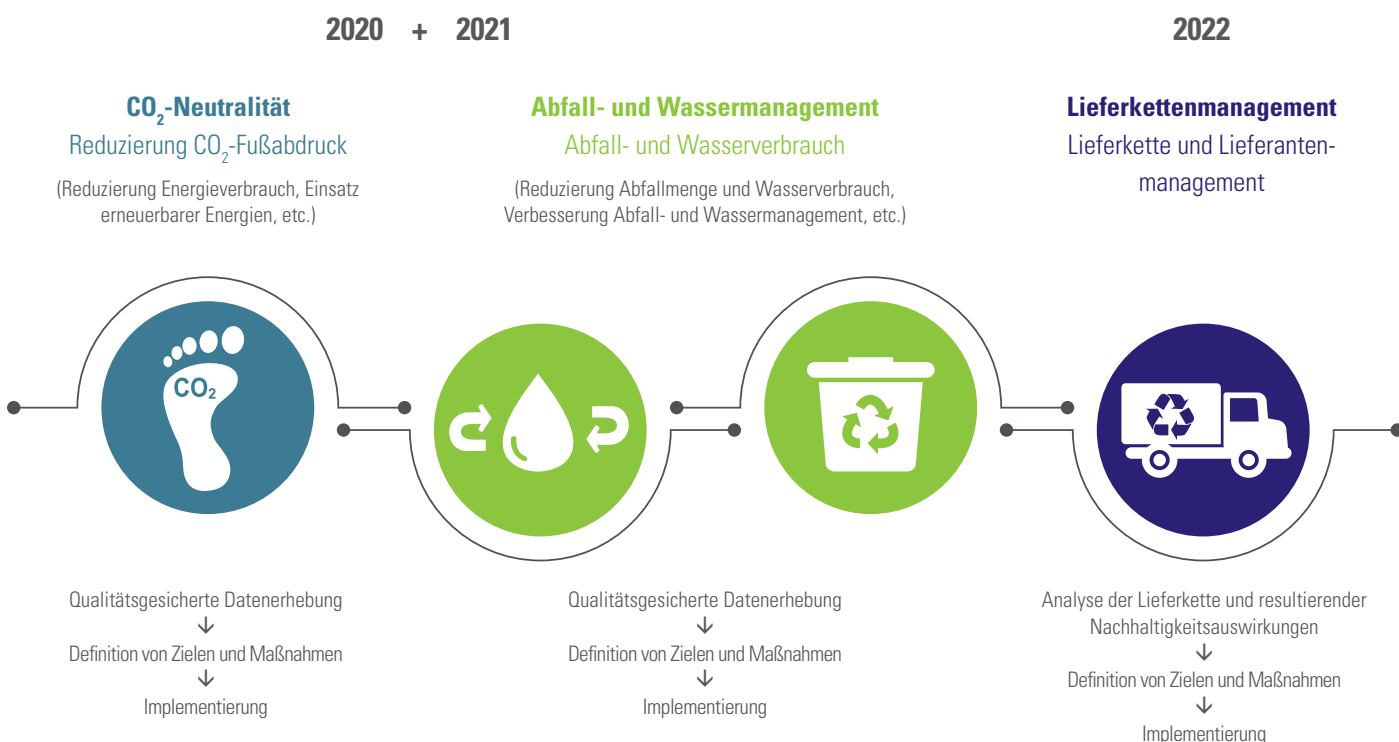 2020 + 2021
2022
CO₂-Neutralität
Reduzierung CO₂-Fußabdruck
(Reduzierung Energieverbrauch, Einsatz
erneuerbarer Energien, etc.)
Abfall- und Wassermanagement
Abfall- und Wasserverbrauch
(Reduzierung Abfallmenge und Wasserverbrauch,
Verbesserung Abfall- und Wassermanagement, etc.)
Lieferkettenmanagement
Lieferkette und Lieferanten-
management
CO₂
Qualitätsgesicherte Datenerhebung
↓
Definition von Zielen und Maßnahmen
↓
Implementierung
Qualitätsgesicherte Datenerhebung
↓
Definition von Zielen und Maßnahmen
↓
Implementierung
Analyse der Lieferkette und resultierender
Nachhaltigkeitsauswirkungen
↓
Definition von Zielen und Maßnahmen
↓
Implementierung